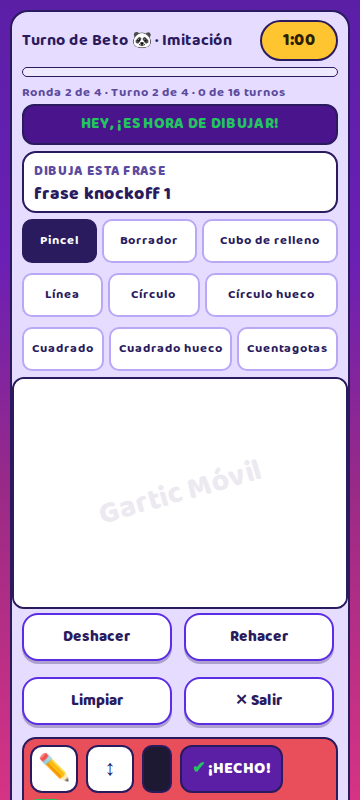 Turno de Beto 🐼 · Imitación
1:00
Ronda 2 de 4 · Turno 2 de 4 · 0 de 16 turnos
HEY, ¡ES HORA DE DIBUJAR!
DIBUJA ESTA FRASE
frase knockoff 1
Pincel
Borrador
Cubo de relleno
Línea
Círculo
Círculo hueco
Cuadrado
Cuadrado hueco
Cuentagotas
Gartic Móvil
Deshacer
Rehacer
Limpiar
✕ Salir
✔ ¡HECHO!